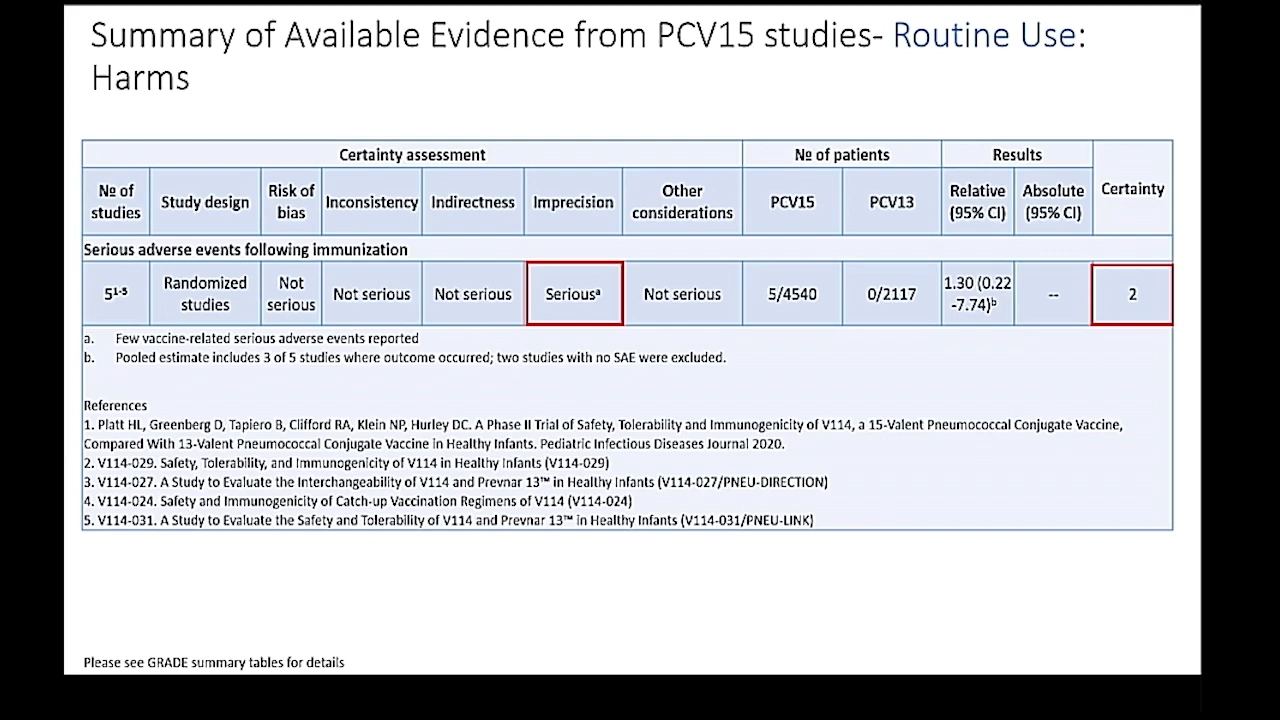 Summary of Available Evidence from PCV15 studies- Routine Use:
Harms
Certainty assessment
№ of patients
Results
Certainty
№ of
studies
Study design
Risk of
bias
Inconsistency
Indirectness
Imprecision
Other
considerations
PCV15
PCV13
Relative
(95% CI)
Absolute
(95% CI)
Serious adverse events following immunization
5¹⁻⁵
Randomized
studies
Not
serious
Not serious
Not serious
Seriousᵃ
Not serious
5/4540
0/2117
1.30 (0.22
-7.74)ᵇ
--
2
a. Few vaccine-related serious adverse events reported
b. Pooled estimate includes 3 of 5 studies where outcome occurred; two studies with no SAE were excluded.
References
1. Platt HL, Greenberg D, Tapiero B, Clifford RA, Klein NP, Hurley DC. A Phase II Trial of Safety, Tolerability and Immunogenicity of V114, a 15-Valent Pneumococcal Conjugate Vaccine,
Compared With 13-Valent Pneumococcal Conjugate Vaccine in Healthy Infants. Pediatric Infectious Diseases Journal 2020.
2. V114-029. Safety, Tolerability, and Immunogenicity of V114 in Healthy Infants (V114-029)
3. V114-027. A Study to Evaluate the Interchangeability of V114 and Prevnar 13™ in Healthy Infants (V114-027/PNEU-DIRECTION)
4. V114-024. Safety and Immunogenicity of Catch-up Vaccination Regimens of V114 (V114-024)
5. V114-031. A Study to Evaluate the Safety and Tolerability of V114 and Prevnar 13™ in Healthy Infants (V114-031/PNEU-LINK)
Please see GRADE summary tables for details